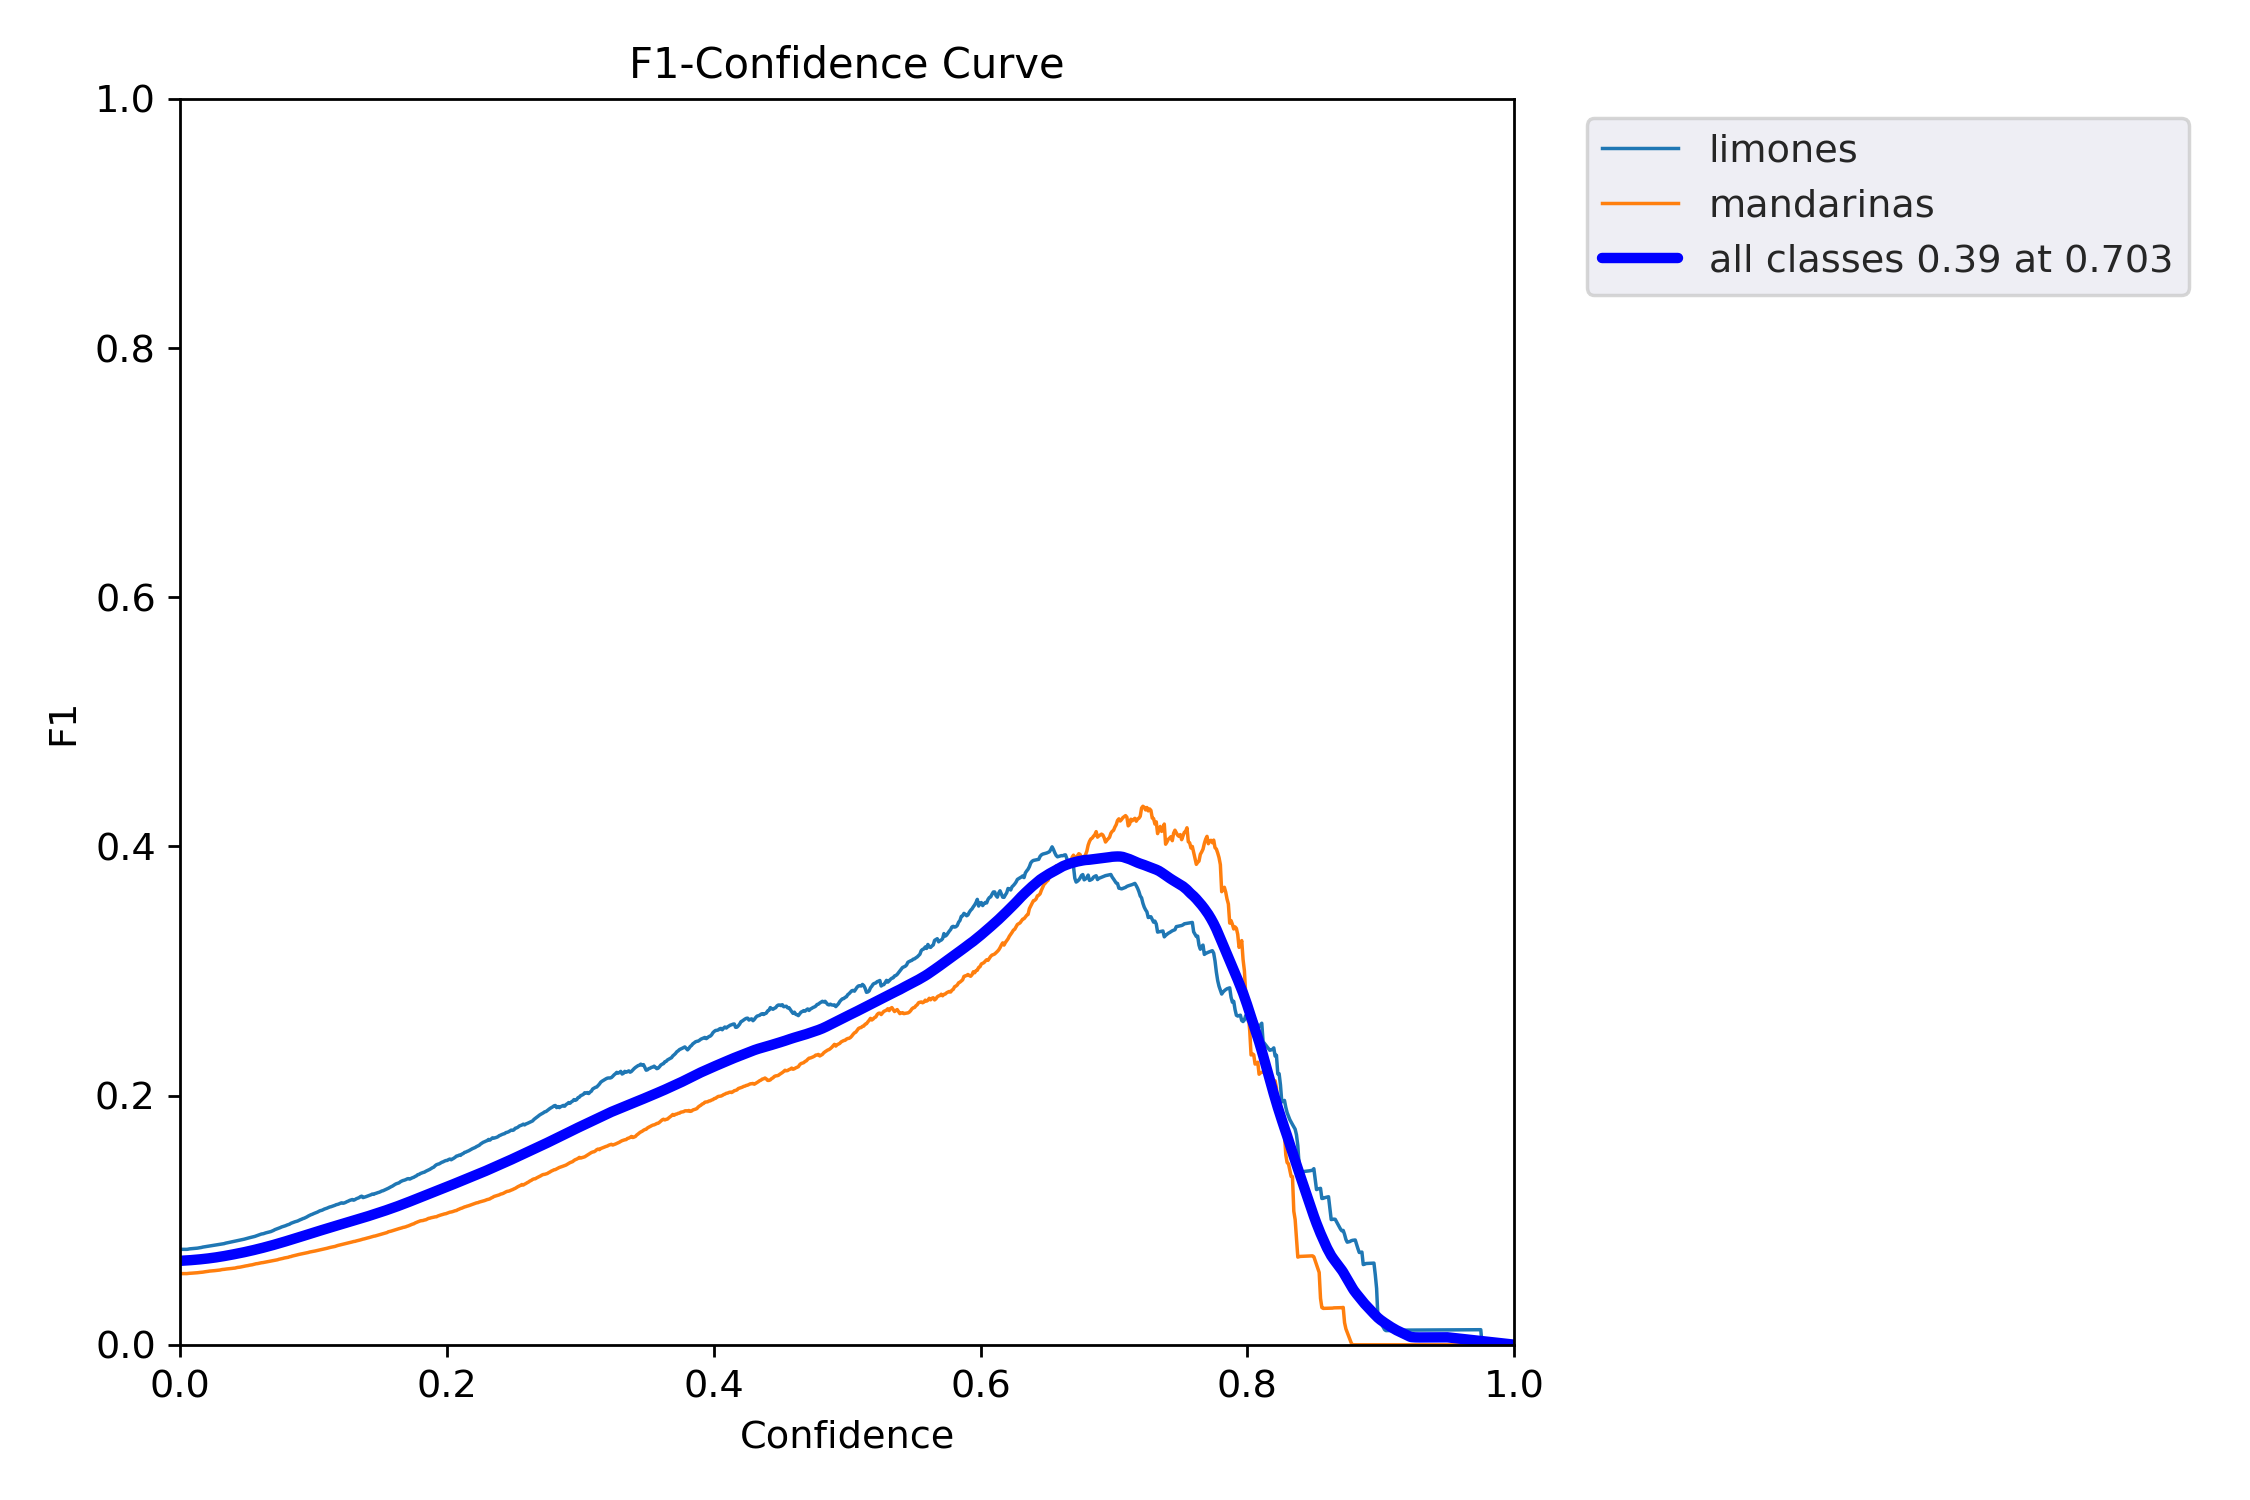 F1-Confidence Curve
limones
mandarinas
all classes 0.39 at 0.703
1.0
0.8
0.6
0.4
0.2
0.0
F1
0.0 0.2 0.4 0.6 0.8 1.0
Confidence